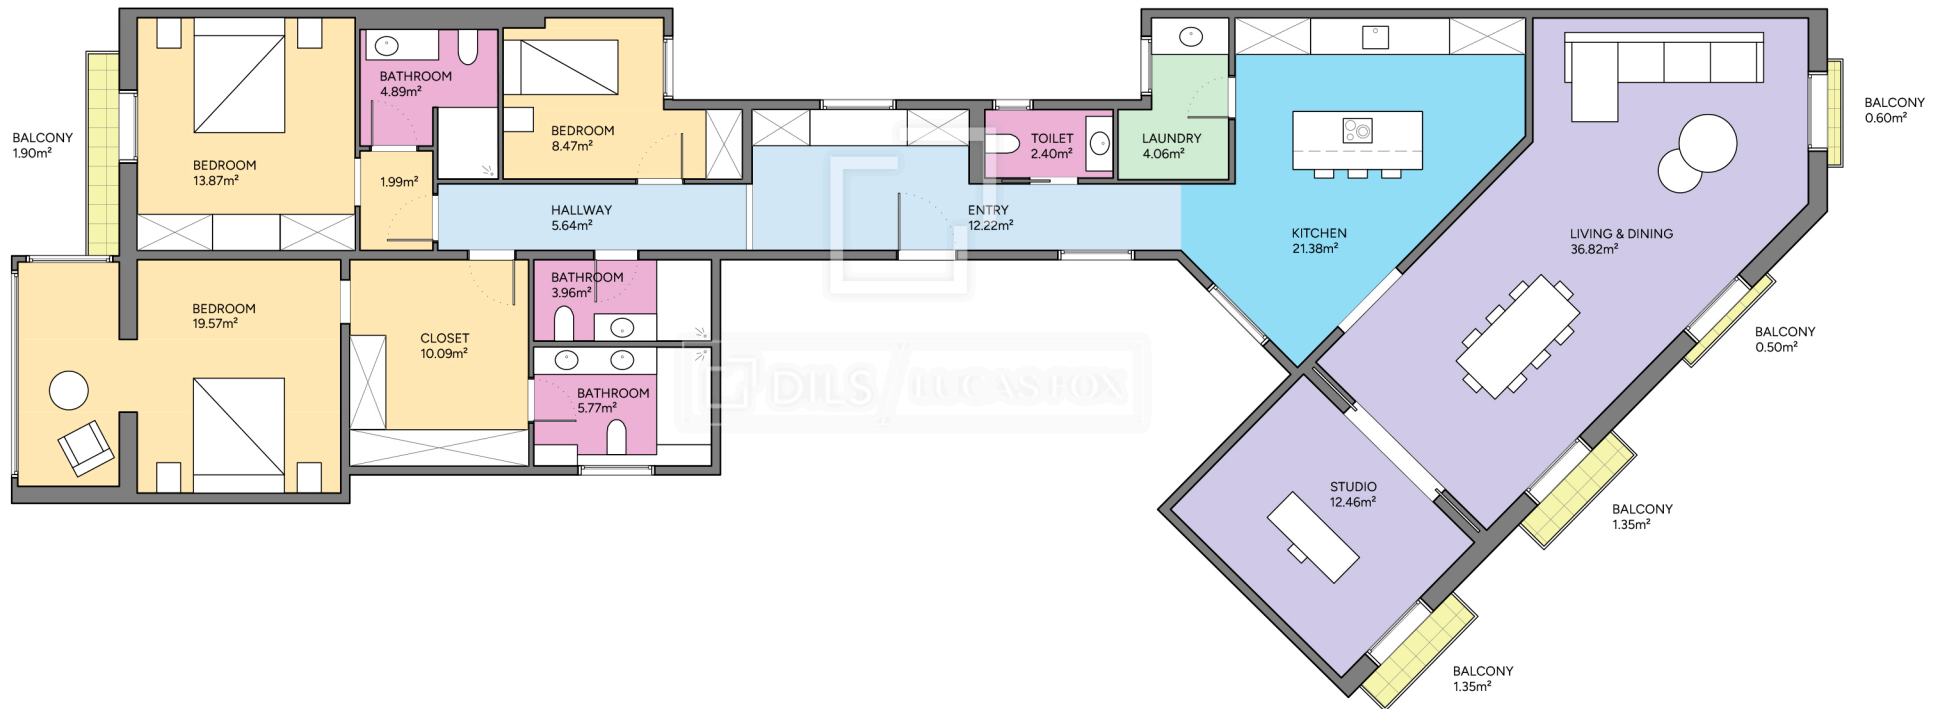 BALCONY
1.90m²
BEDROOM
13.87m²
BATHROOM
4.89m²
1.99m²
BEDROOM
8.47m²
HALLWAY
5.64m²
ENTRY
12.22m²
TOILET
2.40m²
LAUNDRY
4.06m²
KITCHEN
21.38m²
LIVING & DINING
36.82m²
BALCONY
0.60m²
BEDROOM
19.57m²
CLOSET
10.09m²
BATHROOM
3.96m²
BATHROOM
5.77m²
DILS/LUCAS FOX
BALCONY
0.50m²
STUDIO
12.46m²
BALCONY
1.35m²
BALCONY
1.35m²